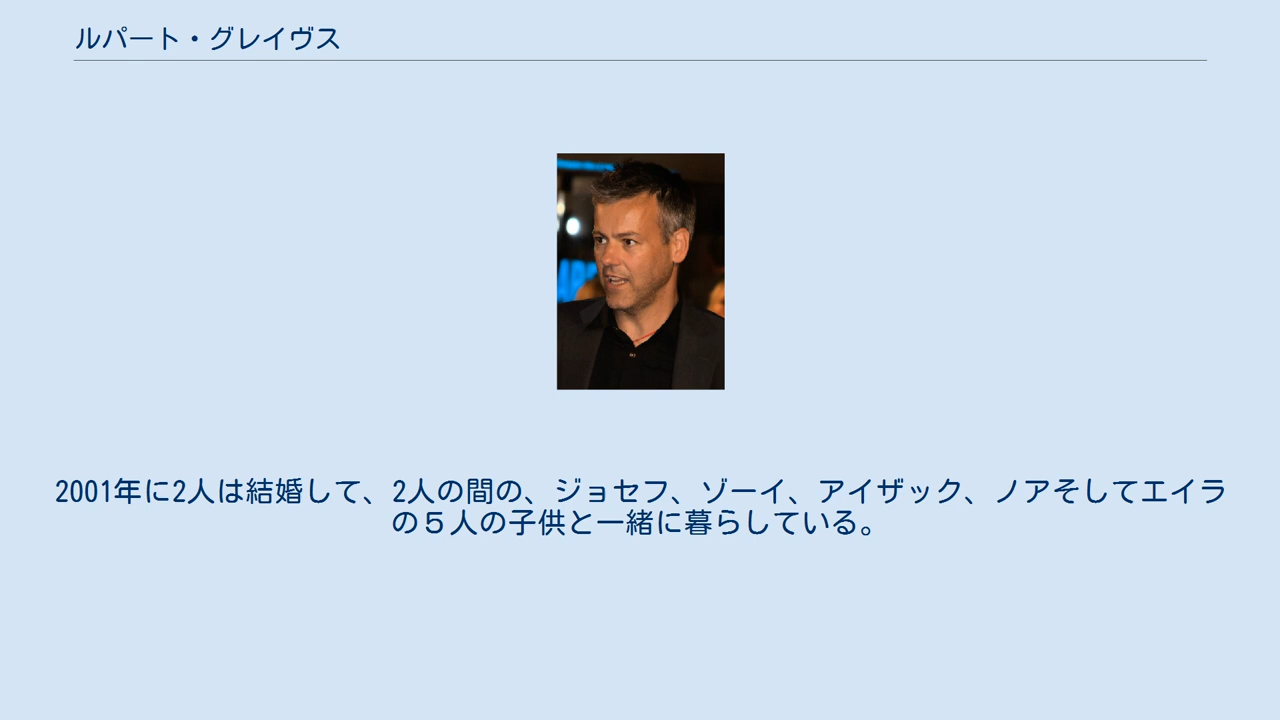 ルパート・グレイヴス
2001年に2人は結婚して、2人の間の、ジョセフ、ゾーイ、アイザック、ノアそしてエイラ
の５人の子供と一緒に暮らしている。